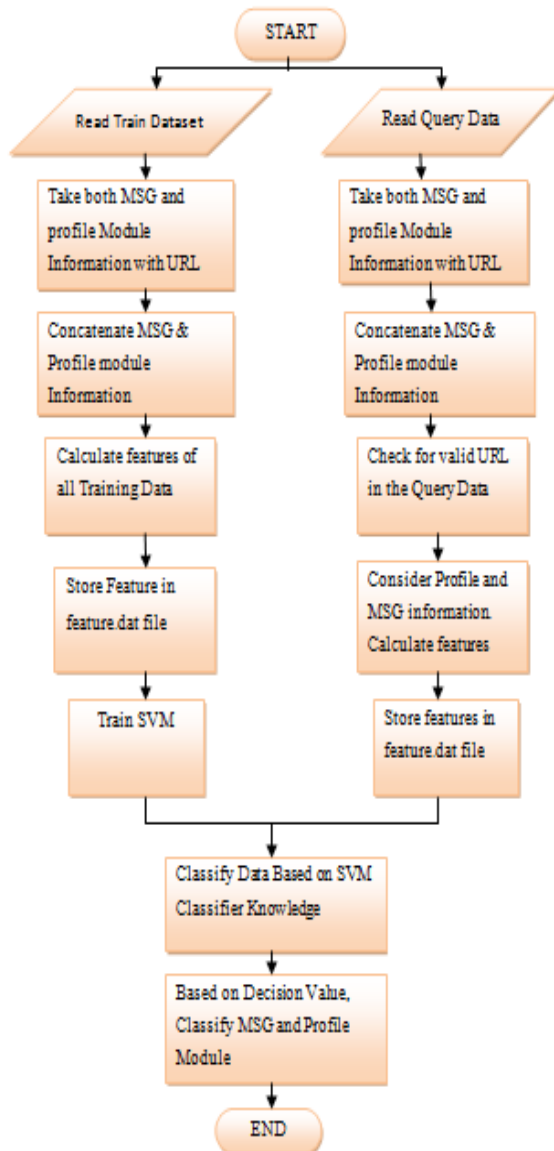 START
Read Train Dataset
Read Query Data
Take both MSG and
profile Module
Information with URL
Take both MSG and
profile Module
Information with URL
Concatenate MSG &
Profile module
Information
Concatenate MSG &
Profile module
Information
Calculate features of
all Training Data
Check for valid URL
in the Query Data
Store Feature in
feature.dat file
Consider Profile and
MSG information.
Calculate features
Train SVM
Store features in
feature.dat file
Classify Data Based on SVM
Classifier Knowledge
Based on Decision Value,
Classify MSG and Profile
Module
END